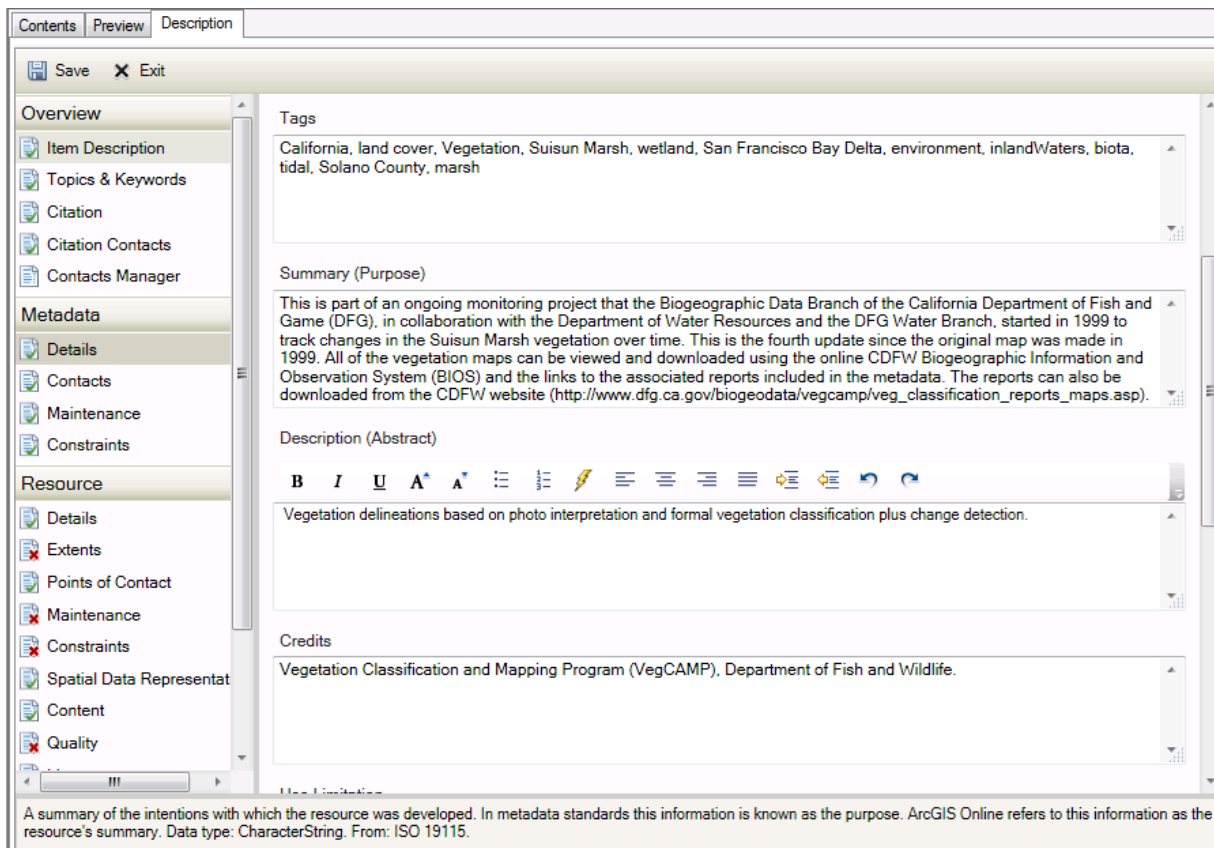 Contents Preview Description
Save Exit
Overview
Item Description
Topics & Keywords
Citation
Citation Contacts
Contacts Manager
Metadata
Details
Contacts
Maintenance
Constraints
Resource
Details
Extents
Points of Contact
Maintenance
Constraints
Spatial Data Representat
Content
Quality
Tags
California, land cover, Vegetation, Suisun Marsh, wetland, San Francisco Bay Delta, environment, inlandWaters, biota,
tidal, Solano County, marsh
Summary (Purpose)
This is part of an ongoing monitoring project that the Biogeographic Data Branch of the California Department of Fish and
Game (DFG), in collaboration with the Department of Water Resources and the DFG Water Branch, started in 1999 to
track changes in the Suisun Marsh vegetation over time. This is the fourth update since the original map was made in
1999. All of the vegetation maps can be viewed and downloaded using the online CDFW Biogeographic Information and
Observation System (BIOS) and the links to the associated reports included in the metadata. The reports can also be
downloaded from the CDFW website (http://www.dfg.ca.gov/biogeodata/vegcamp/veg_classification_reports_maps.asp).
Description (Abstract)
B I U A A
Vegetation delineations based on photo interpretation and formal vegetation classification plus change detection.
Credits
Vegetation Classification and Mapping Program (VegCAMP), Department of Fish and Wildlife.
Use Limitation
A summary of the intentions with which the resource was developed. In metadata standards this information is known as the purpose. ArcGIS Online refers to this information as the
resource's summary. Data type: CharacterString. From: ISO 19115.